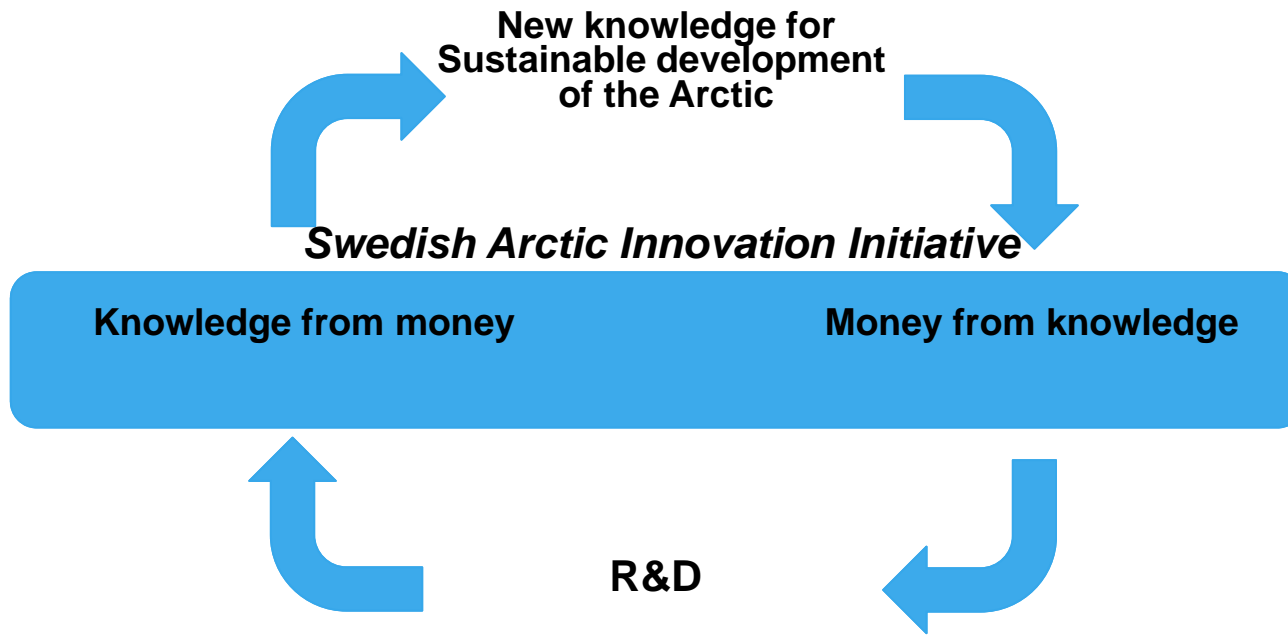 New knowledge for
Sustainable development
of the Arctic
Swedish Arctic Innovation Initiative
Knowledge from money
Money from knowledge
R&D